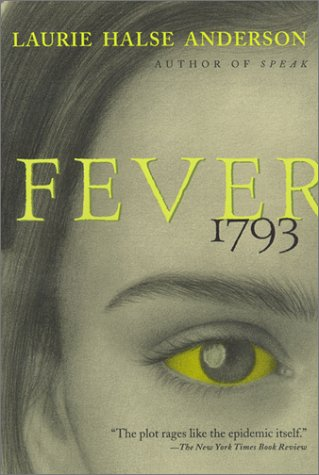 LAURIE HALSE ANDERSON
AUTHOR OF SPEAK
FEVER
1793
“The plot rages like the epidemic itself.”
—The New York Times Book Review